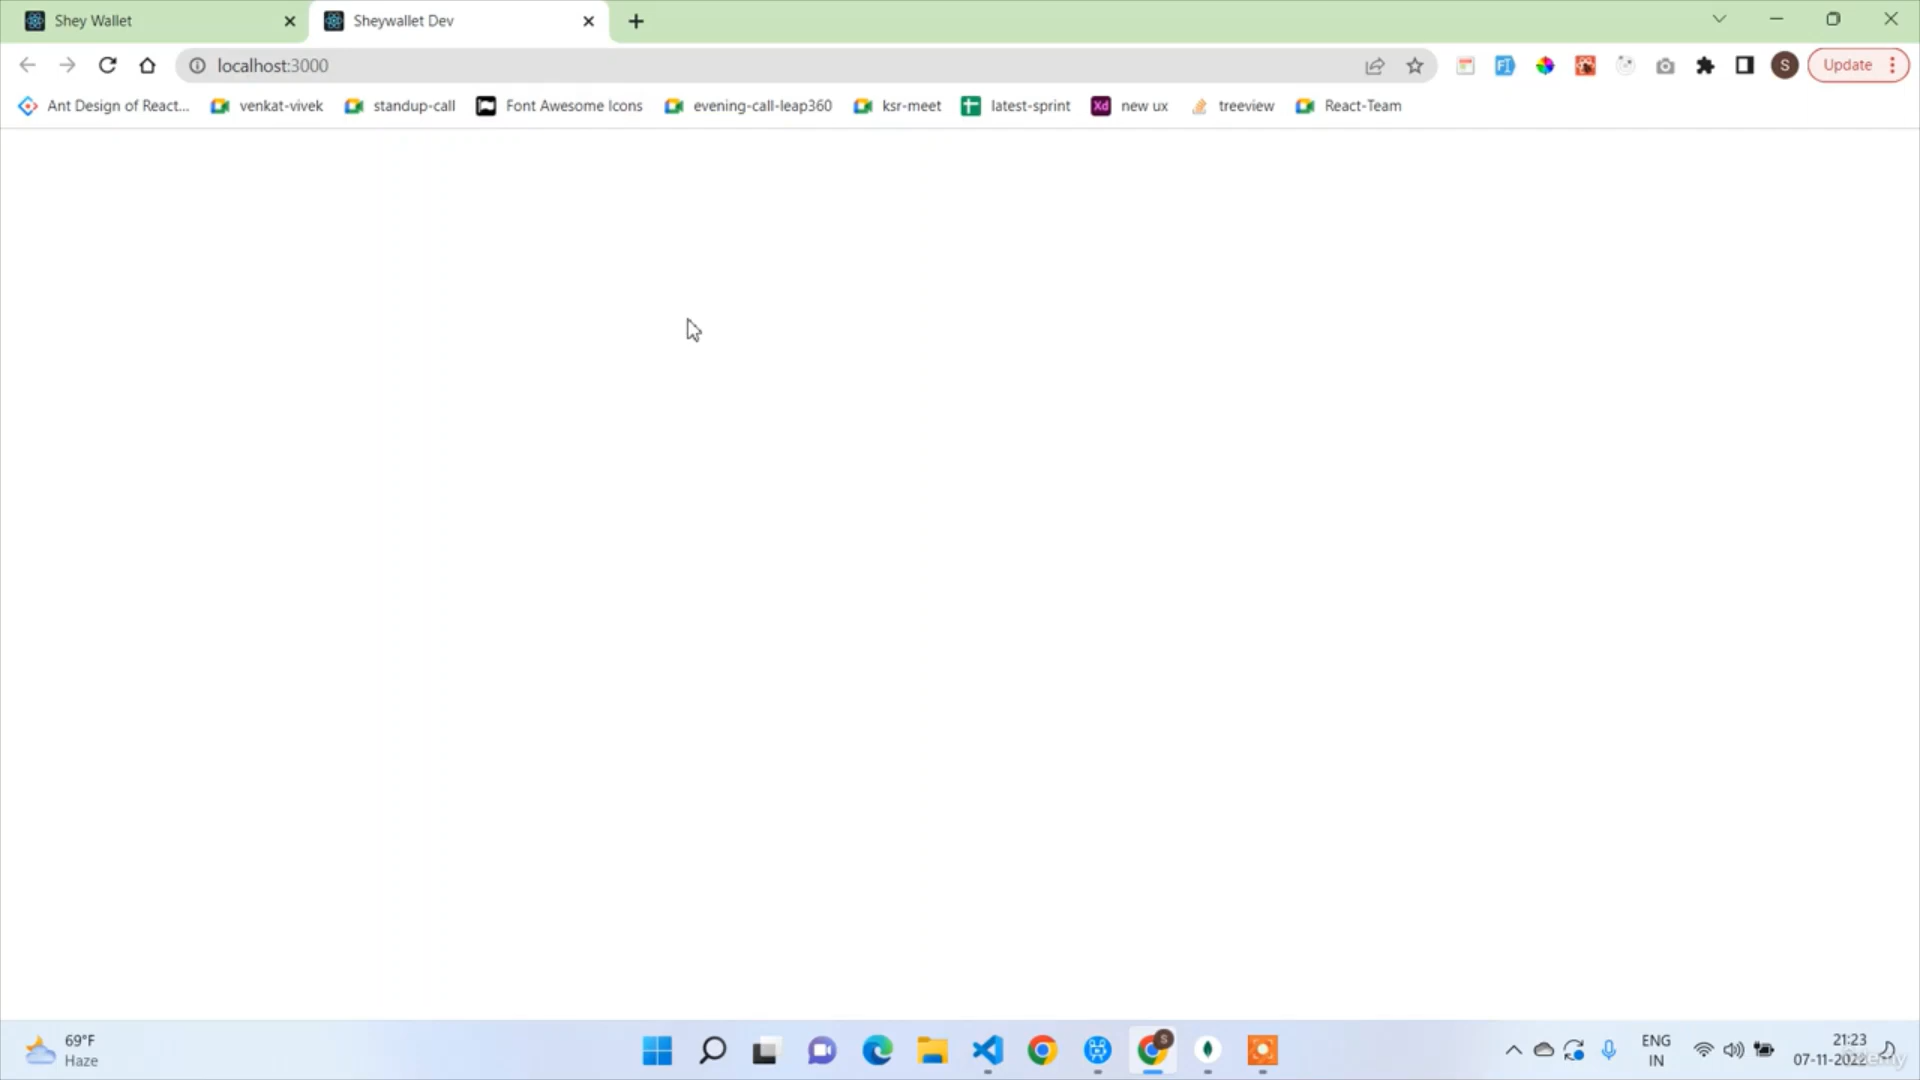 Shey Wallet
Sheywallet Dev
localhost:3000
S
Update
Ant Design of React...
venkat-vivek
standup-call
Font Awesome Icons
evening-call-leap360
ksr-meet
latest-sprint
Xd
new ux
treeview
React-Team
69°F
Haze
S
ENG
IN
21:23
07-11-2022